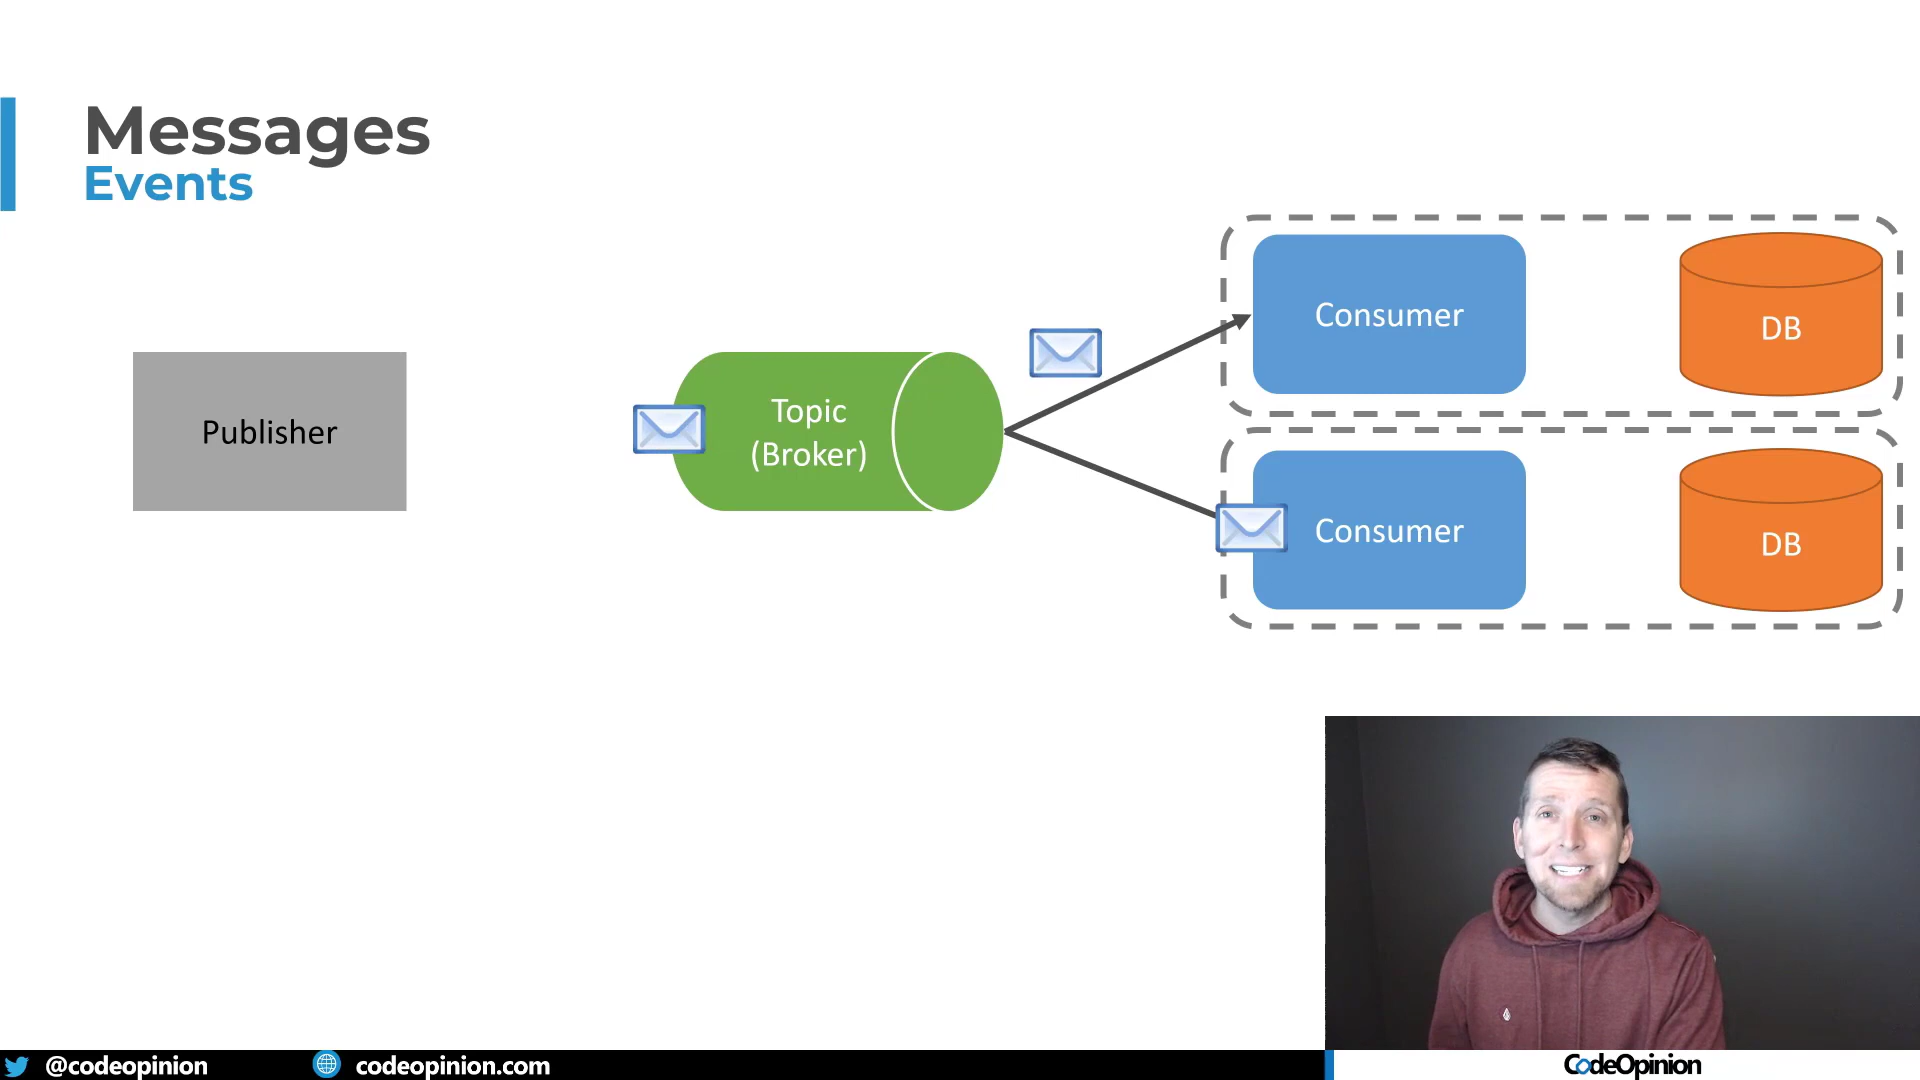 Messages
Events
Publisher
Topic
(Broker)
Consumer
DB
Consumer
DB
@codeopinion
codeopinion.com
CodeOpinion